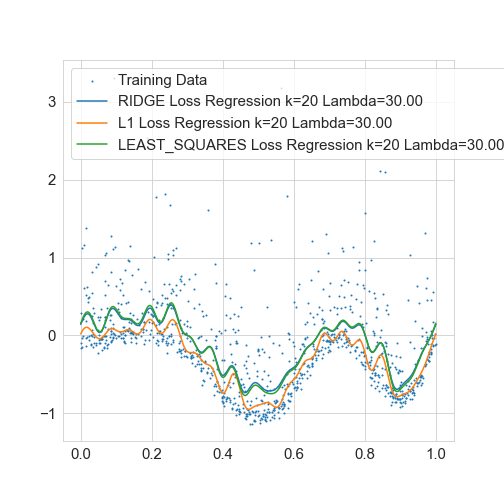 Training Data
RIDGE Loss Regression k=20 Lambda=30.00
L1 Loss Regression k=20 Lambda=30.00
LEAST_SQUARES Loss Regression k=20 Lambda=30.00
3
2
1
0
−1
0.0 0.2 0.4 0.6 0.8 1.0